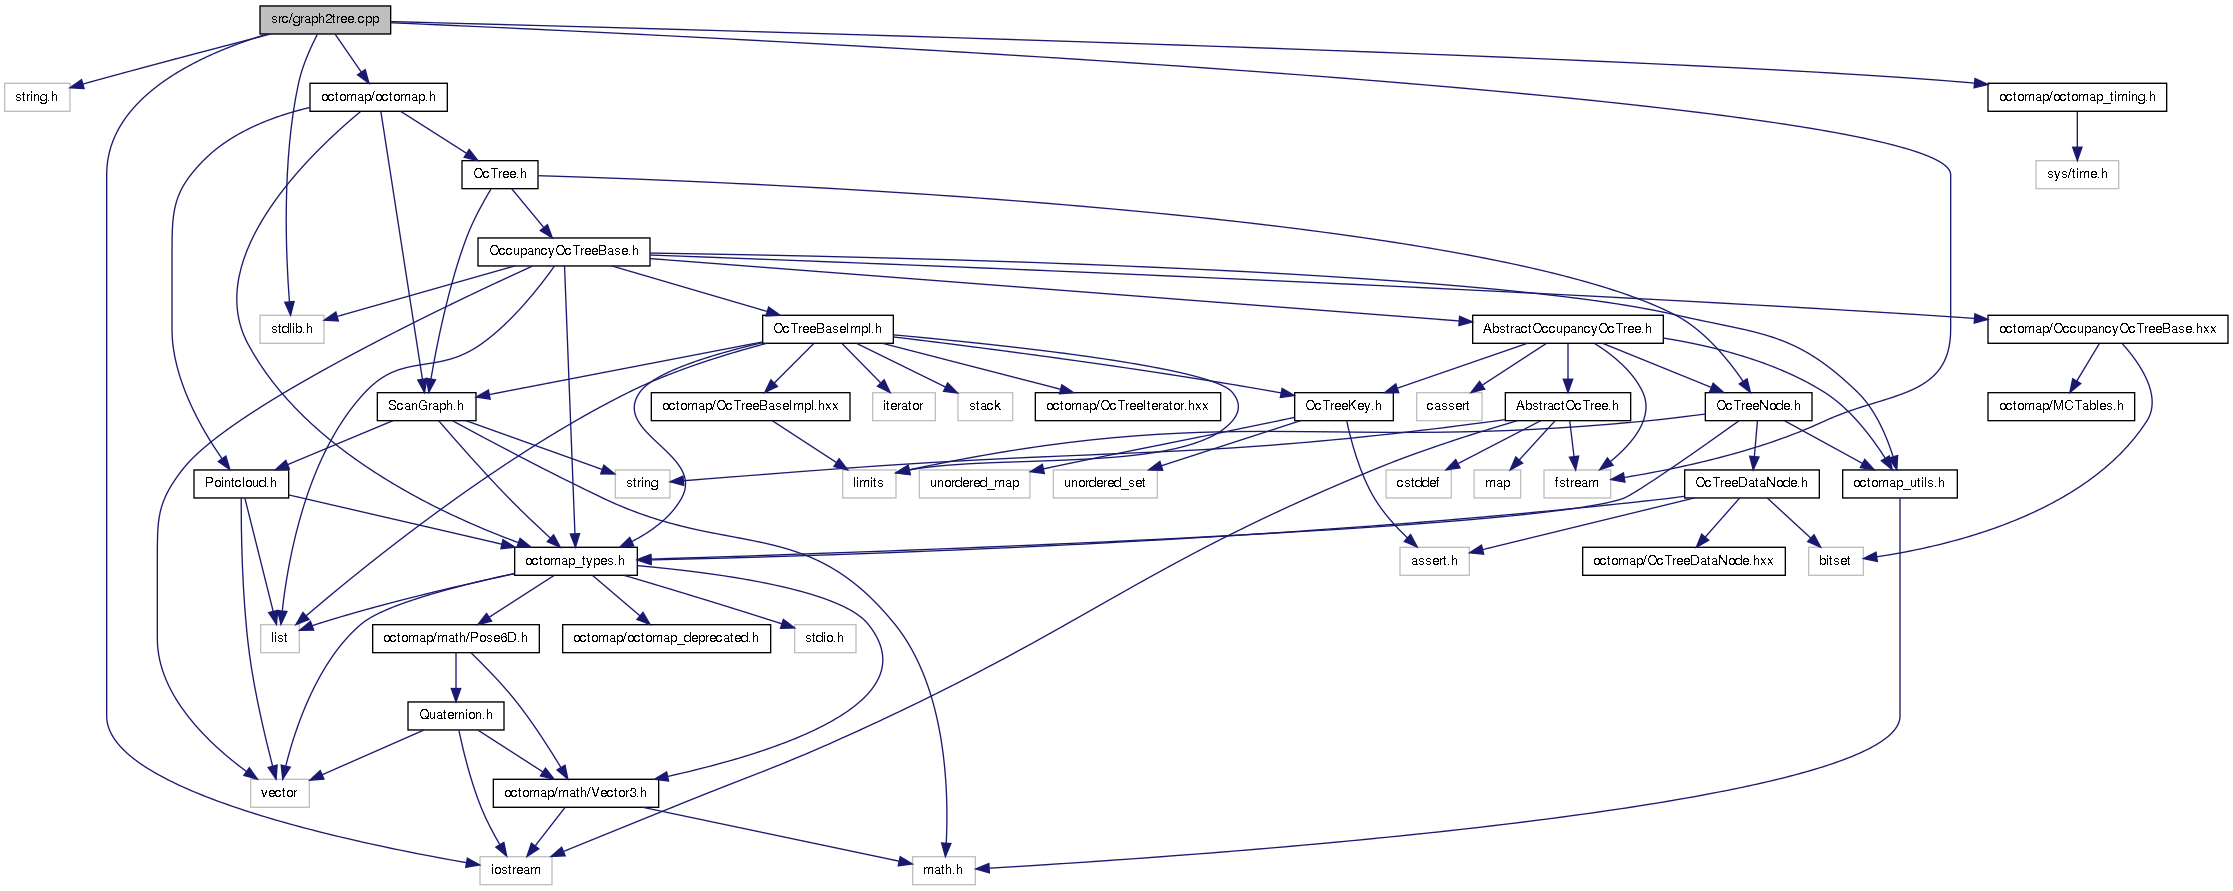 src/graph2tree.cpp
string.h
octomap/octomap.h
octomap/octomap_timing.h
OcTree.h
sys/time.h
OccupancyOcTreeBase.h
stdlib.h
OcTreeBaseImpl.h
AbstractOccupancyOcTree.h
octomap/OccupancyOcTreeBase.hxx
ScanGraph.h
octomap/OcTreeBaseImpl.hxx
iterator
stack
octomap/OcTreeIterator.hxx
OcTreeKey.h
cassert
AbstractOcTree.h
OcTreeNode.h
octomap/MCTables.h
Pointcloud.h
string
limits
unordered_map
unordered_set
cstddef
map
fstream
OcTreeDataNode.h
octomap_utils.h
octomap_types.h
assert.h
octomap/OcTreeDataNode.hxx
bitset
list
octomap/math/Pose6D.h
octomap/octomap_deprecated.h
stdio.h
Quaternion.h
vector
octomap/math/Vector3.h
iostream
math.h